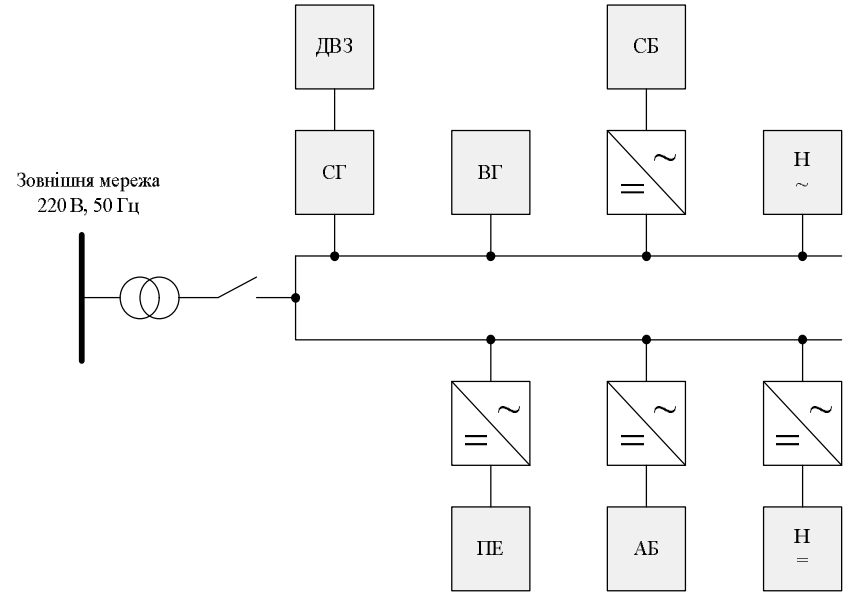 ДВЗ
СБ
СГ
ВГ
~
=
Н
~
Зовнішня мережа
220 В, 50 Гц
~
=
~
=
~
=
ПЕ
АБ
Н
=